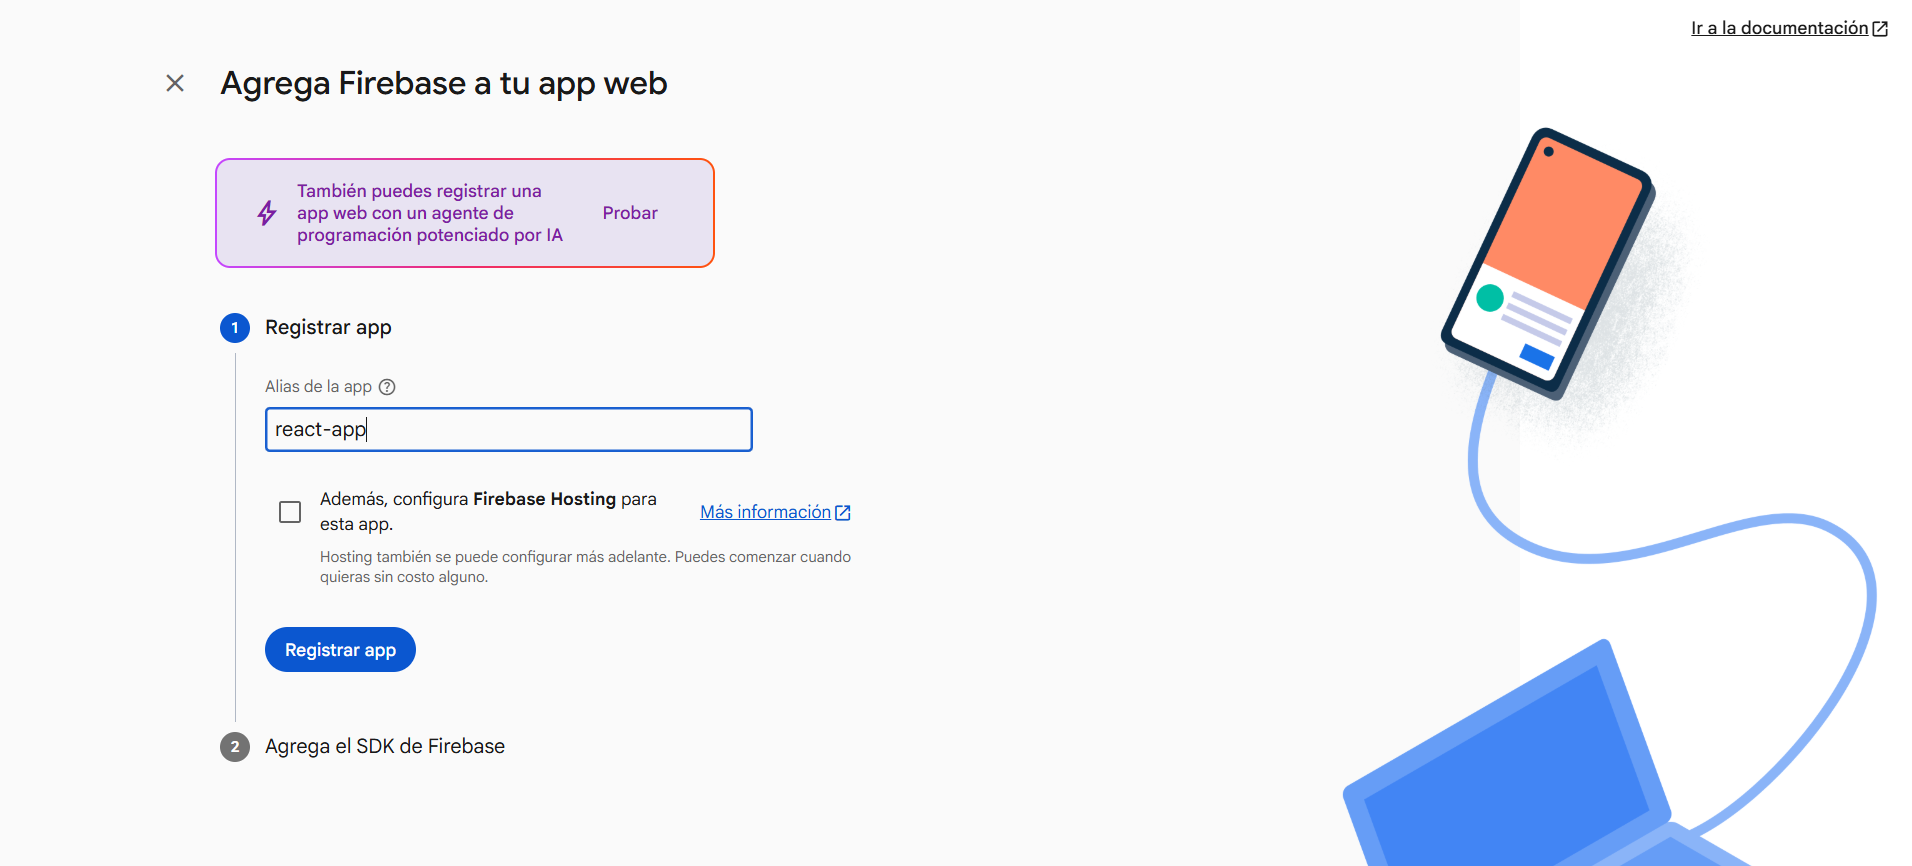 Ir a la documentación
Agrega Firebase a tu app web
También puedes registrar una
app web con un agente de
programación potenciado por IA
Probar
1 Registrar app
Alias de la app
react-app
Además, configura Firebase Hosting para
esta app.
Más información
Hosting también se puede configurar más adelante. Puedes comenzar cuando
quieras sin costo alguno.
Registrar app
2 Agrega el SDK de Firebase